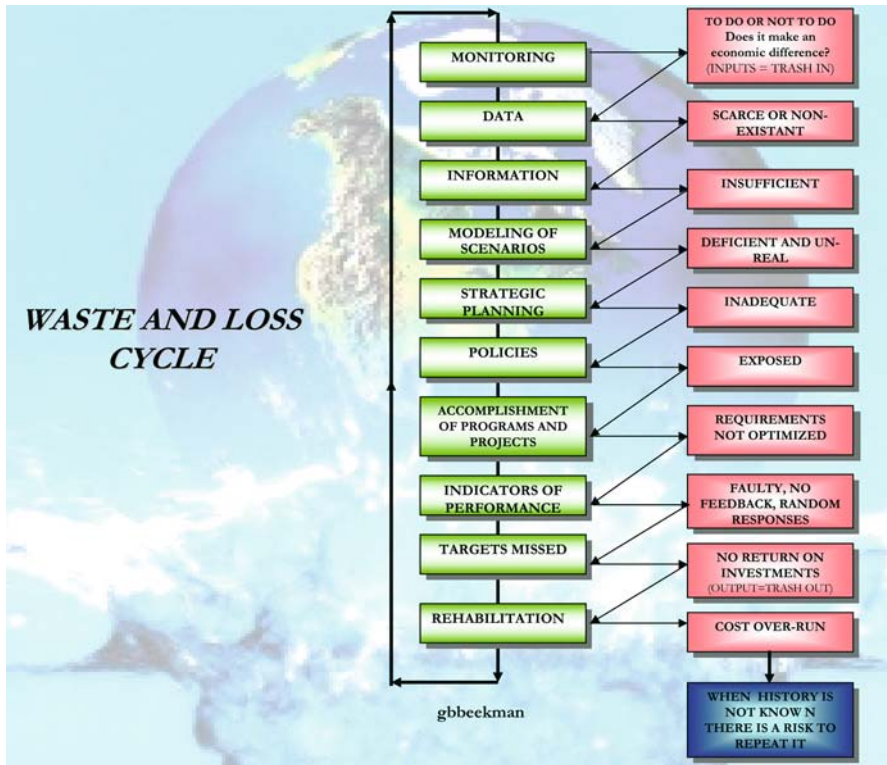 WASTE AND LOSS
CYCLE
MONITORING
TO DO OR NOT TO DO
Does it make an
economic difference?
(INPUTS = TRASH IN)
DATA
SCARCE OR NON-
EXISTANT
INFORMATION
INSUFFICIENT
MODELING OF
SCENARIOS
DEFICIENT AND UN-
REAL
STRATEGIC
PLANNING
INADEQUATE
POLICIES
EXPOSED
ACCOMPLISHMENT
OF PROGRAMS AND
PROJECTS
REQUIREMENTS
NOT OPTIMIZED
INDICATORS OF
PERFORMANCE
FAULTY, NO
FEEDBACK, RANDOM
RESPONSES
TARGETS MISSED
NO RETURN ON
INVESTMENTS
(OUTPUT=TRASH OUT)
REHABILITATION
COST OVER-RUN
WHEN HISTORY IS
NOT KNOW N
THERE IS A RISK TO
REPEAT IT
gbbeekman